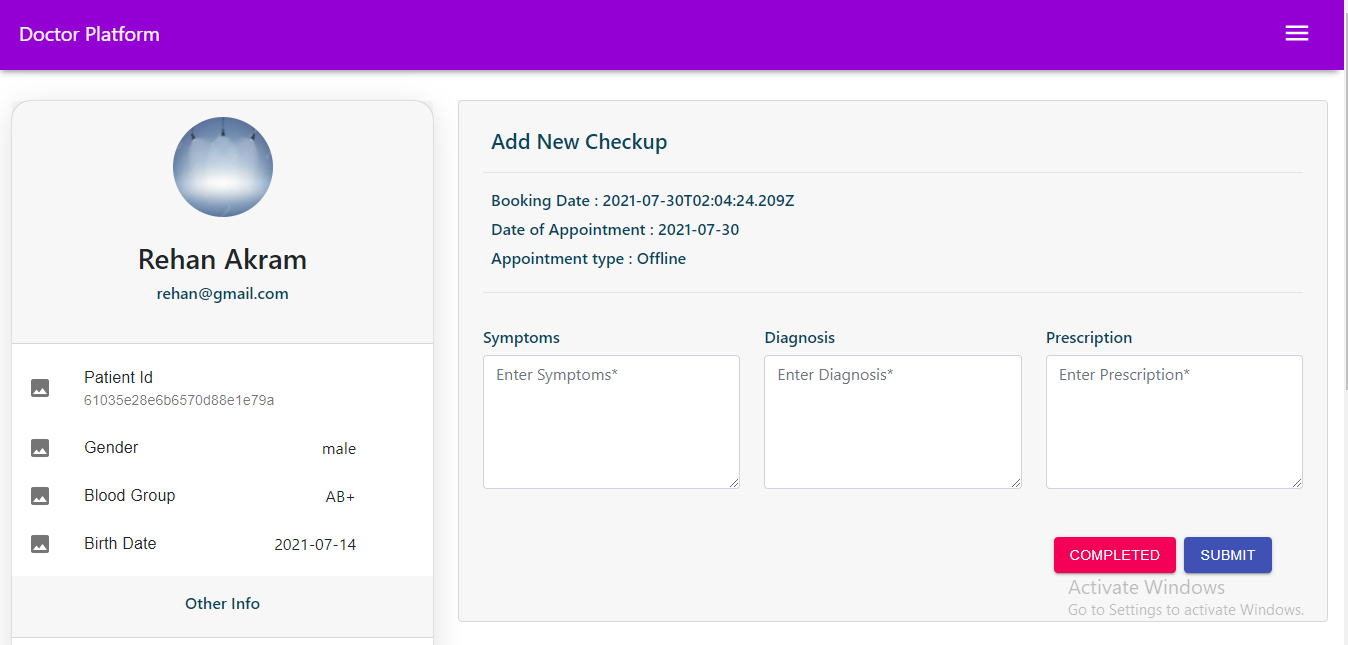 Doctor Platform
Rehan Akram
rehan@gmail.com
Patient Id
61035e28e6b6570d88e1e79a
Gender male
Blood Group AB+
Birth Date 2021-07-14
Other Info
Add New Checkup
Booking Date : 2021-07-30T02:04:24.209Z
Date of Appointment : 2021-07-30
Appointment type : Offline
Symptoms Diagnosis Prescription
Enter Symptoms* Enter Diagnosis* Enter Prescription*
COMPLETED SUBMIT
Activate Windows
Go to Settings to activate Windows.